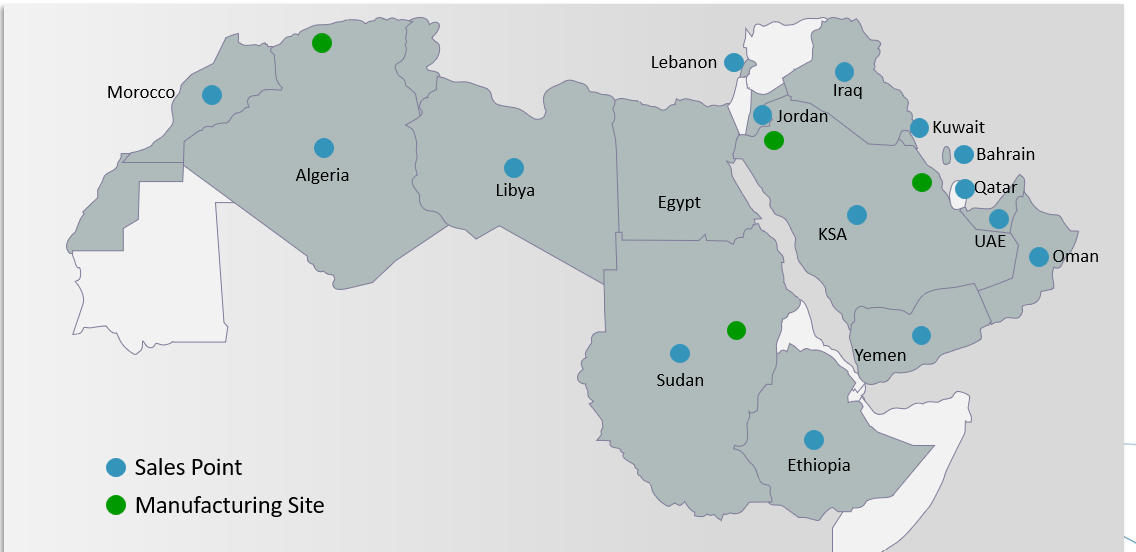 Lebanon
Iraq
Morocco
Jordan
Kuwait
Bahrain
Algeria
Libya
Qatar
Egypt
KSA
UAE
Oman
Yemen
Sudan
Ethiopia
Sales Point
Manufacturing Site